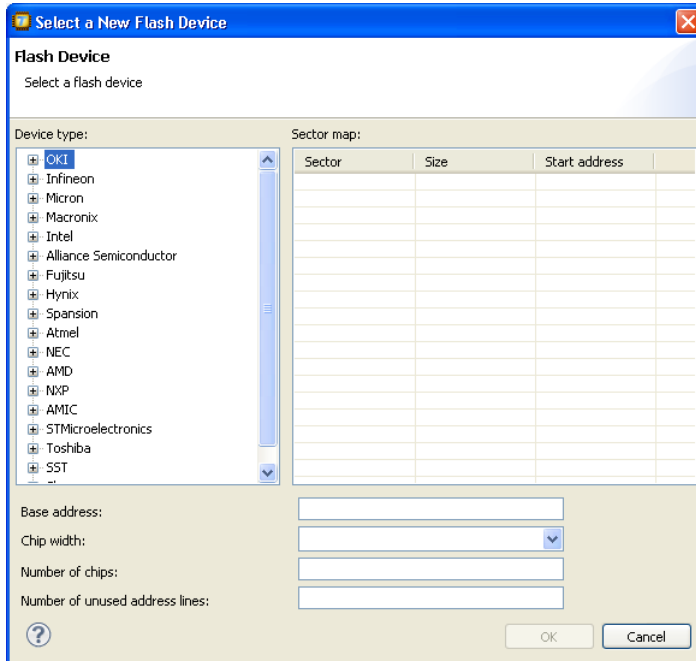 Select a New Flash Device
Flash Device
Select a flash device
Device type:
Sector map:
OKI
Infineon
Micron
Macronix
Intel
Alliance Semiconductor
Fujitsu
Hynix
Spansion
Atmel
NEC
AMD
NXP
AMIC
STMicroelectronics
Toshiba
SST
Sector Size Start address
Base address:
Chip width:
Number of chips:
Number of unused address lines:
?
OK Cancel